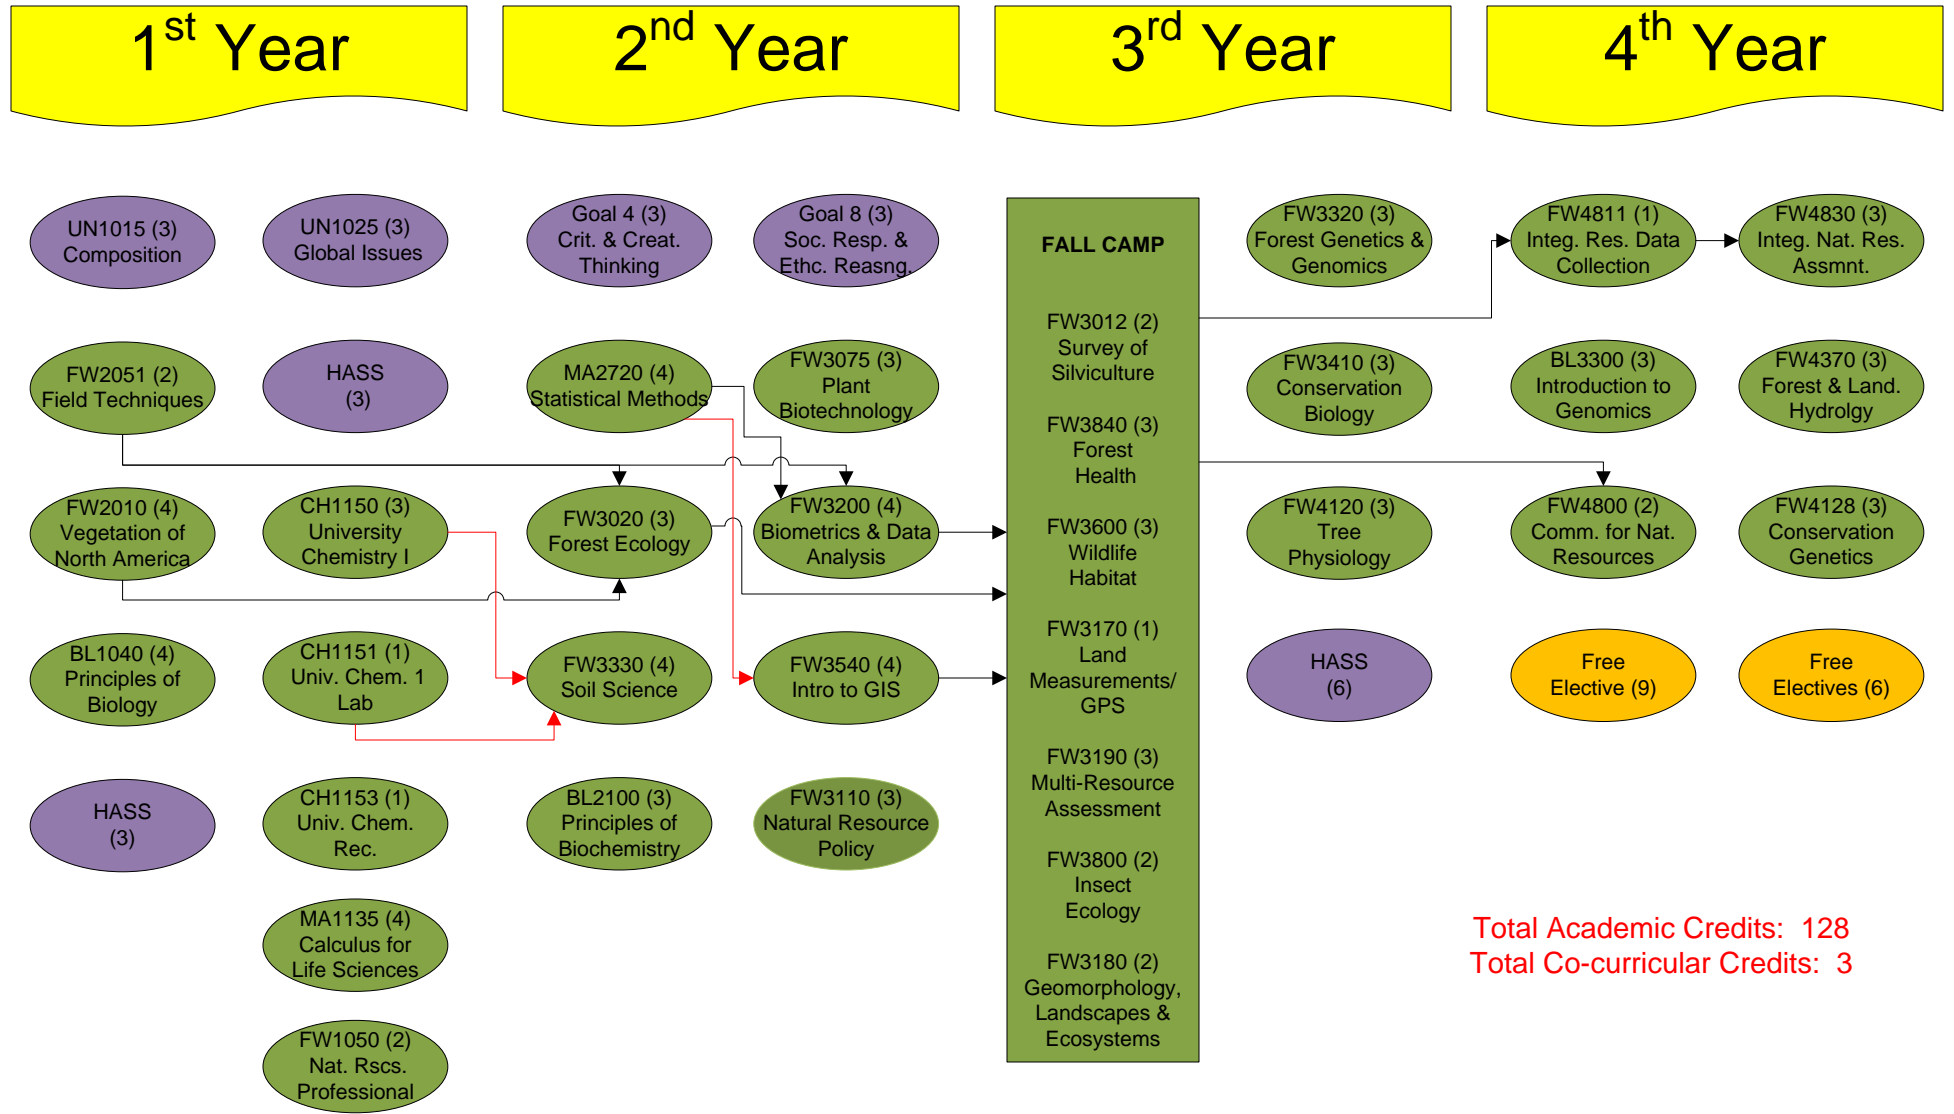 1st Year
2nd Year
3rd Year
4th Year
UN1015 (3)
Composition
UN1025 (3)
Global Issues
Goal 4 (3)
Crit. & Creat.
Thinking
Goal 8 (3)
Soc. Resp. &
Ethc. Reasng.
FW2051 (2)
Field Techniques
HASS
(3)
MA2720 (4)
Statistical Methods
FW3075 (3)
Plant
Biotechnology
FW2010 (4)
Vegetation of
North America
CH1150 (3)
University
Chemistry I
FW3020 (3)
Forest Ecology
FW3200 (4)
Biometrics & Data
Analysis
BL1040 (4)
Principles of
Biology
CH1151 (1)
Univ. Chem. 1
Lab
FW3330 (4)
Soil Science
FW3540 (4)
Intro to GIS
HASS
(3)
CH1153 (1)
Univ. Chem.
Rec.
BL2100 (3)
Principles of
Biochemistry
FW3110 (3)
Natural Resource
Policy
MA1135 (4)
Calculus for
Life Sciences
FW1050 (2)
Nat. Rscs.
Professional
FALL CAMP
FW3012 (2)
Survey of
Silviculture
FW3840 (3)
Forest
Health
FW3600 (3)
Wildlife
Habitat
FW3170 (1)
Land
Measurements/
GPS
FW3190 (3)
Multi-Resource
Assessment
FW3800 (2)
Insect
Ecology
FW3180 (2)
Geomorphology,
Landscapes &
Ecosystems
FW3320 (3)
Forest Genetics &
Genomics
FW4811 (1)
Integ. Res. Data
Collection
FW4830 (3)
Integ. Nat. Res.
Assmnt.
FW3410 (3)
Conservation
Biology
BL3300 (3)
Introduction to
Genomics
FW4370 (3)
Forest & Land.
Hydrolgy
FW4120 (3)
Tree
Physiology
FW4800 (2)
Comm. for Nat.
Resources
FW4128 (3)
Conservation
Genetics
HASS
(6)
Free
Elective (9)
Free
Electives (6)
Total Academic Credits: 128
Total Co-curricular Credits: 3